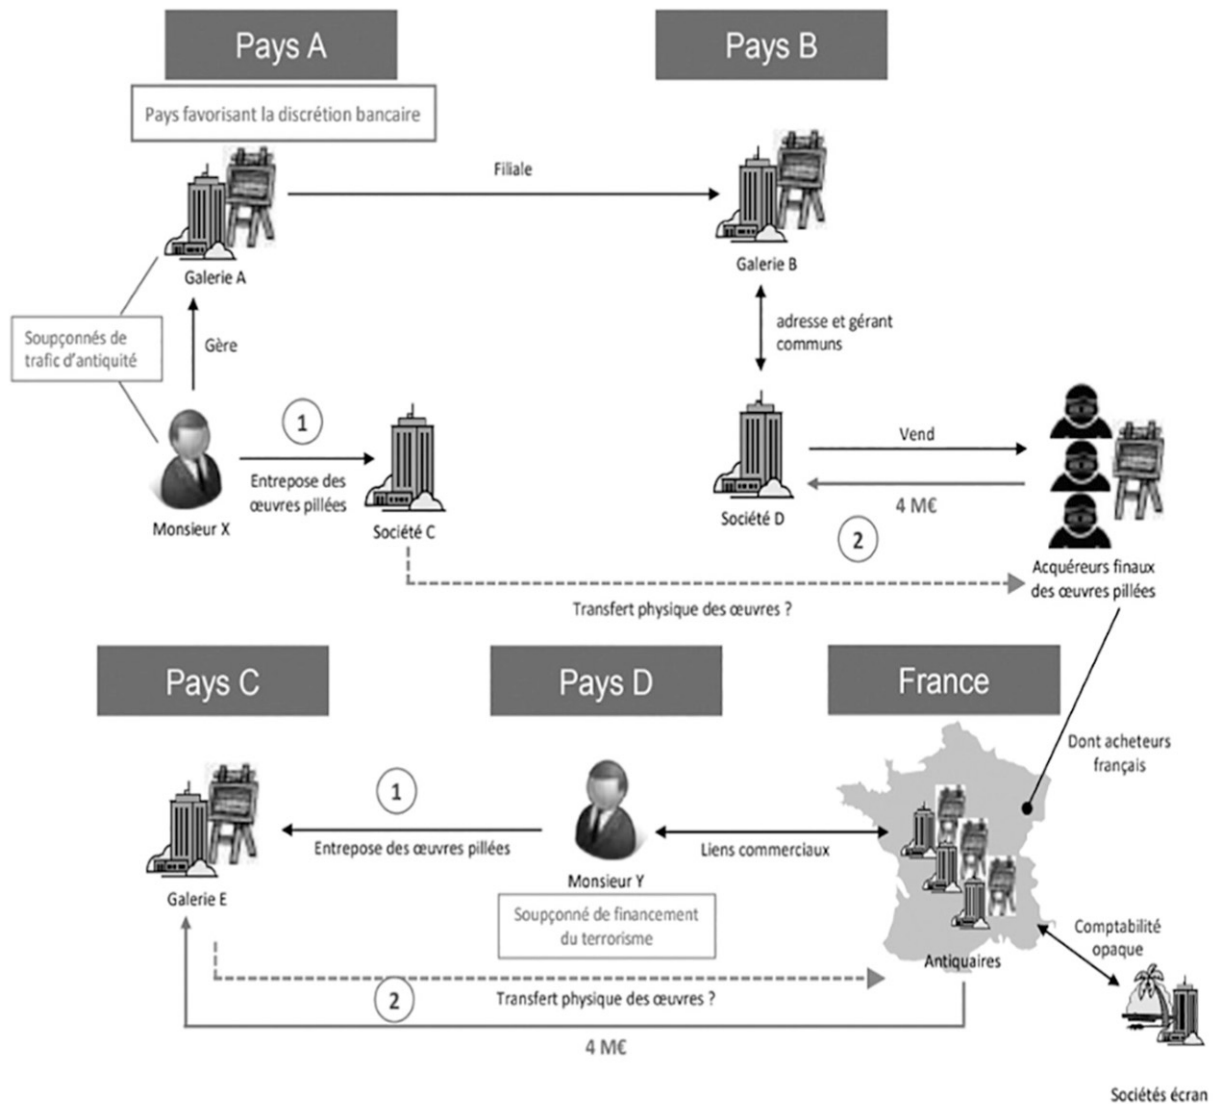 Pays A
Pays B
Pays favorisant la discrétion bancaire
Filiale
Galerie A
Galerie B
Soupçonnés de
trafic d'antiquité
Gère
adresse et gérant
communs
1
Vend
Entrepose des
œuvres pillées
4 M€
Monsieur X
Société C
Société D
2
Acquéreurs finaux
des œuvres pillées
Transfert physique des œuvres ?
Pays C
Pays D
France
Dont acheteurs
français
1
Entrepose des œuvres pillées
Liens commerciaux
Galerie E
Monsieur Y
Soupçonné de financement
du terrorisme
Comptabilité
opaque
Antiquaires
2
Transfert physique des œuvres ?
4 M€
Sociétés écran